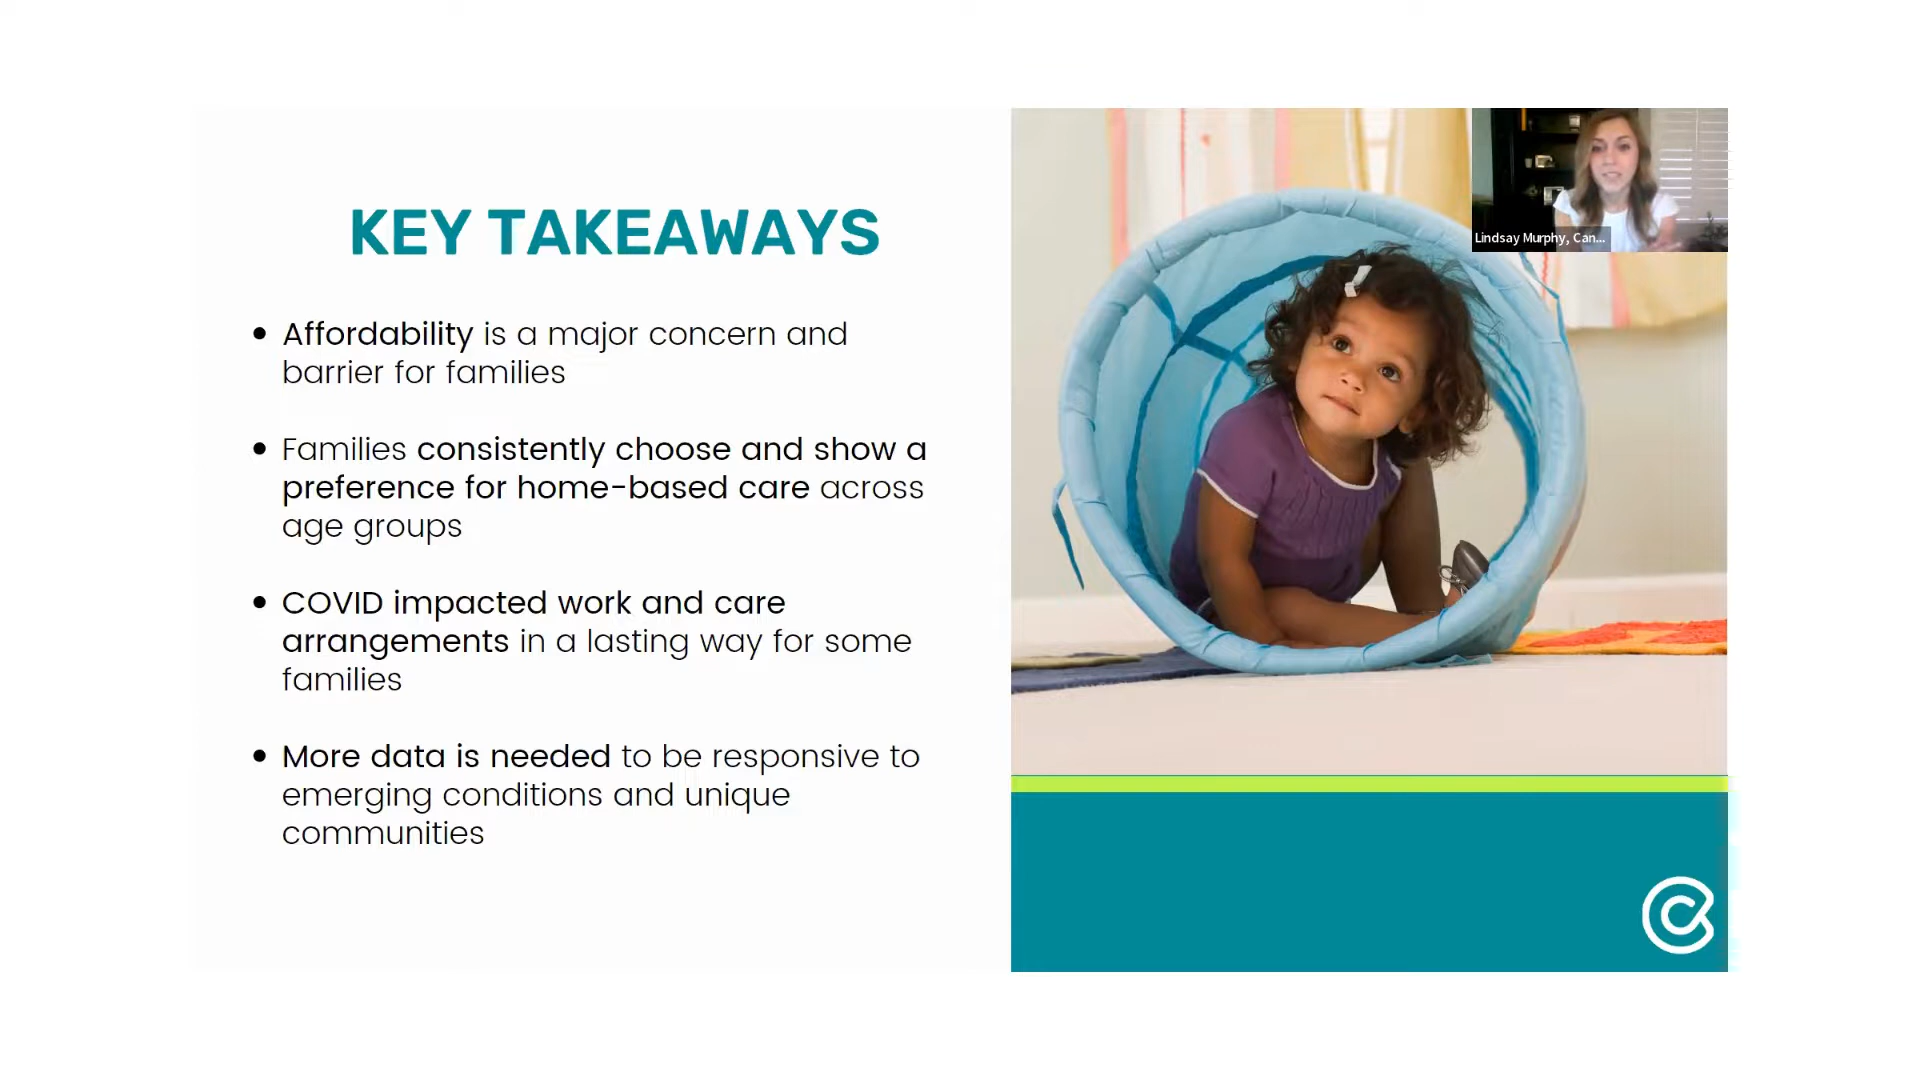 Lindsay Murphy, Can...
KEY TAKEAWAYS
• Affordability is a major concern and
barrier for families
• Families consistently choose and show a
preference for home-based care across
age groups
• COVID impacted work and care
arrangements in a lasting way for some
families
• More data is needed to be responsive to
emerging conditions and unique
communities